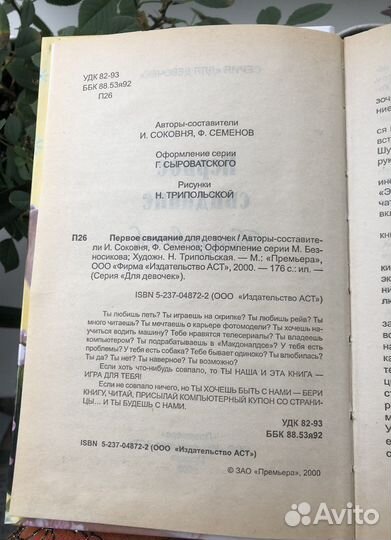 СЕРИЯ «ДЛЯ ДЕВОЧЕК»
УДК 82-93
ББК 88.53я92
П26
Авторы-составители
И. СОКОВНЯ, Ф. СЕМЕНОВ
Оформление серии
Г. СЫРОВАТСКОГО
Рисунки
Н. ТРИПОЛЬСКОЙ
П26 Первое свидание для девочек / Авторы-составите-
ли И. Соковня, Ф. Семенов; Оформление серии М. Без-
носикова; Художн. Н. Трипольская. — М.; «Премьера»,
ООО «Фирма «Издательство АСТ», 2000. — 176 с.: ил. —
(Серия «Для девочек»).
ISBN 5-237-04872-2 (ООО «Издательство АСТ»)
Ты любишь петь? Ты играешь на скрипке? Ты любишь рейв? Ты
много читаешь? Ты мечтаешь о карьере фотомодели? Ты хочешь на-
учиться водить машину? Тебе нравятся телесериалы? Ты владеешь
компьютером? Ты подрабатываешь в «Макдоналдсе»? У тебя есть
проблемы? У тебя есть собака? Тебе бывает одиноко? Ты влюбилась?
Ты да? Ты нет? Ты наверное? Ты возможно?
Если хоть что-нибудь совпало, то ТЫ НАША И ЭТА КНИГА —
ИГРА ДЛЯ ТЕБЯ!
Если не совпало ничего, но ТЫ ХОЧЕШЬ БЫТЬ С НАМИ — БЕРИ
КНИГУ, ЧИТАЙ, ПРИСЫЛАЙ КОМПЬЮТЕРНЫЙ КУПОН СО СТРАНИ-
ЦЫ... И ТЫ БУДЕШЬ С НАМИ.
УДК 82-93
ББК 88.53я92
ISBN 5-237-04872-2 (ООО «Издательство АСТ»)
© ЗАО «Премьера», 2000
Avito